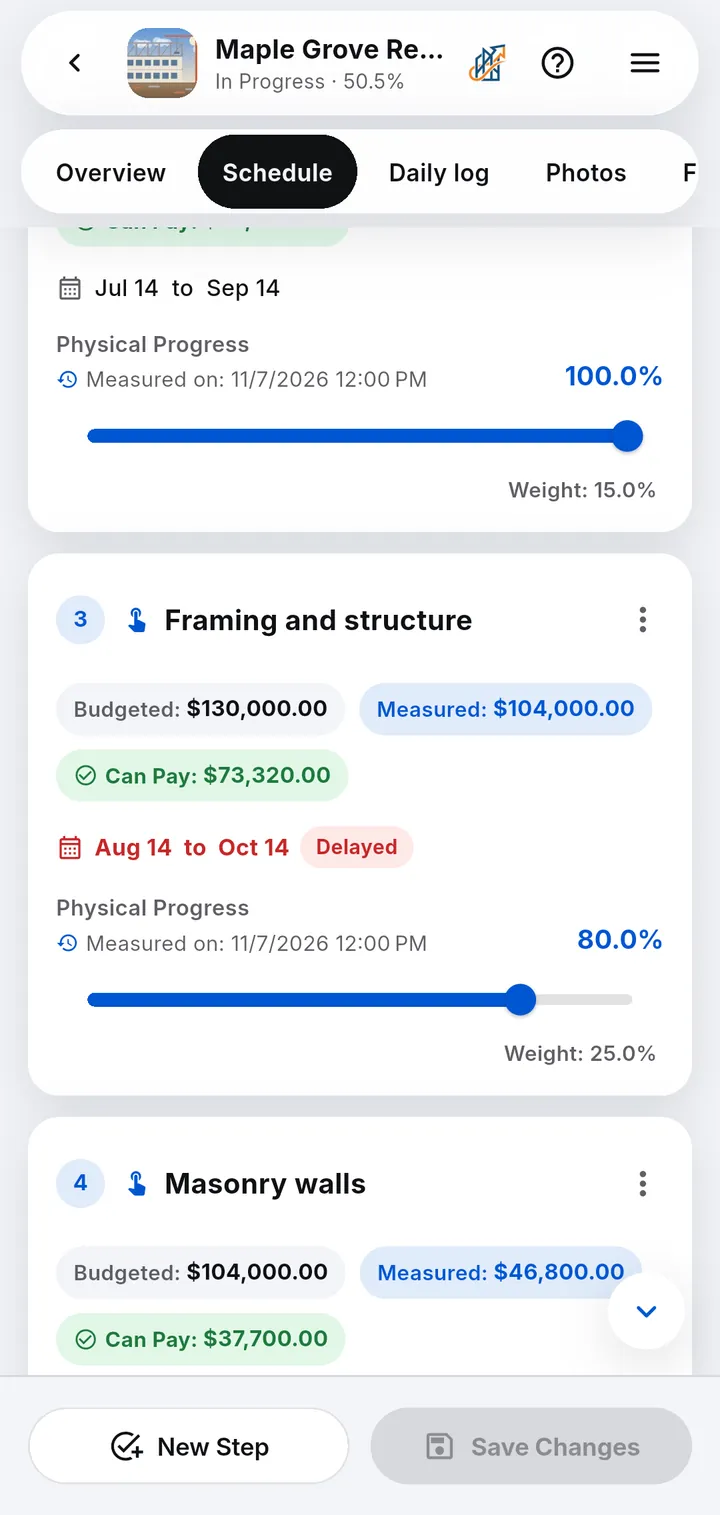 Maple Grove Re...
In Progress · 50.5%
Overview Schedule Daily log Photos F
Jul 14 to Sep 14
Physical Progress
Measured on: 11/7/2026 12:00 PM 100.0%
Weight: 15.0%
3 Framing and structure
Budgeted: $130,000.00 Measured: $104,000.00
Can Pay: $73,320.00
Aug 14 to Oct 14 Delayed
Physical Progress
Measured on: 11/7/2026 12:00 PM 80.0%
Weight: 25.0%
4 Masonry walls
Budgeted: $104,000.00 Measured: $46,800.00
Can Pay: $37,700.00
New Step Save Changes